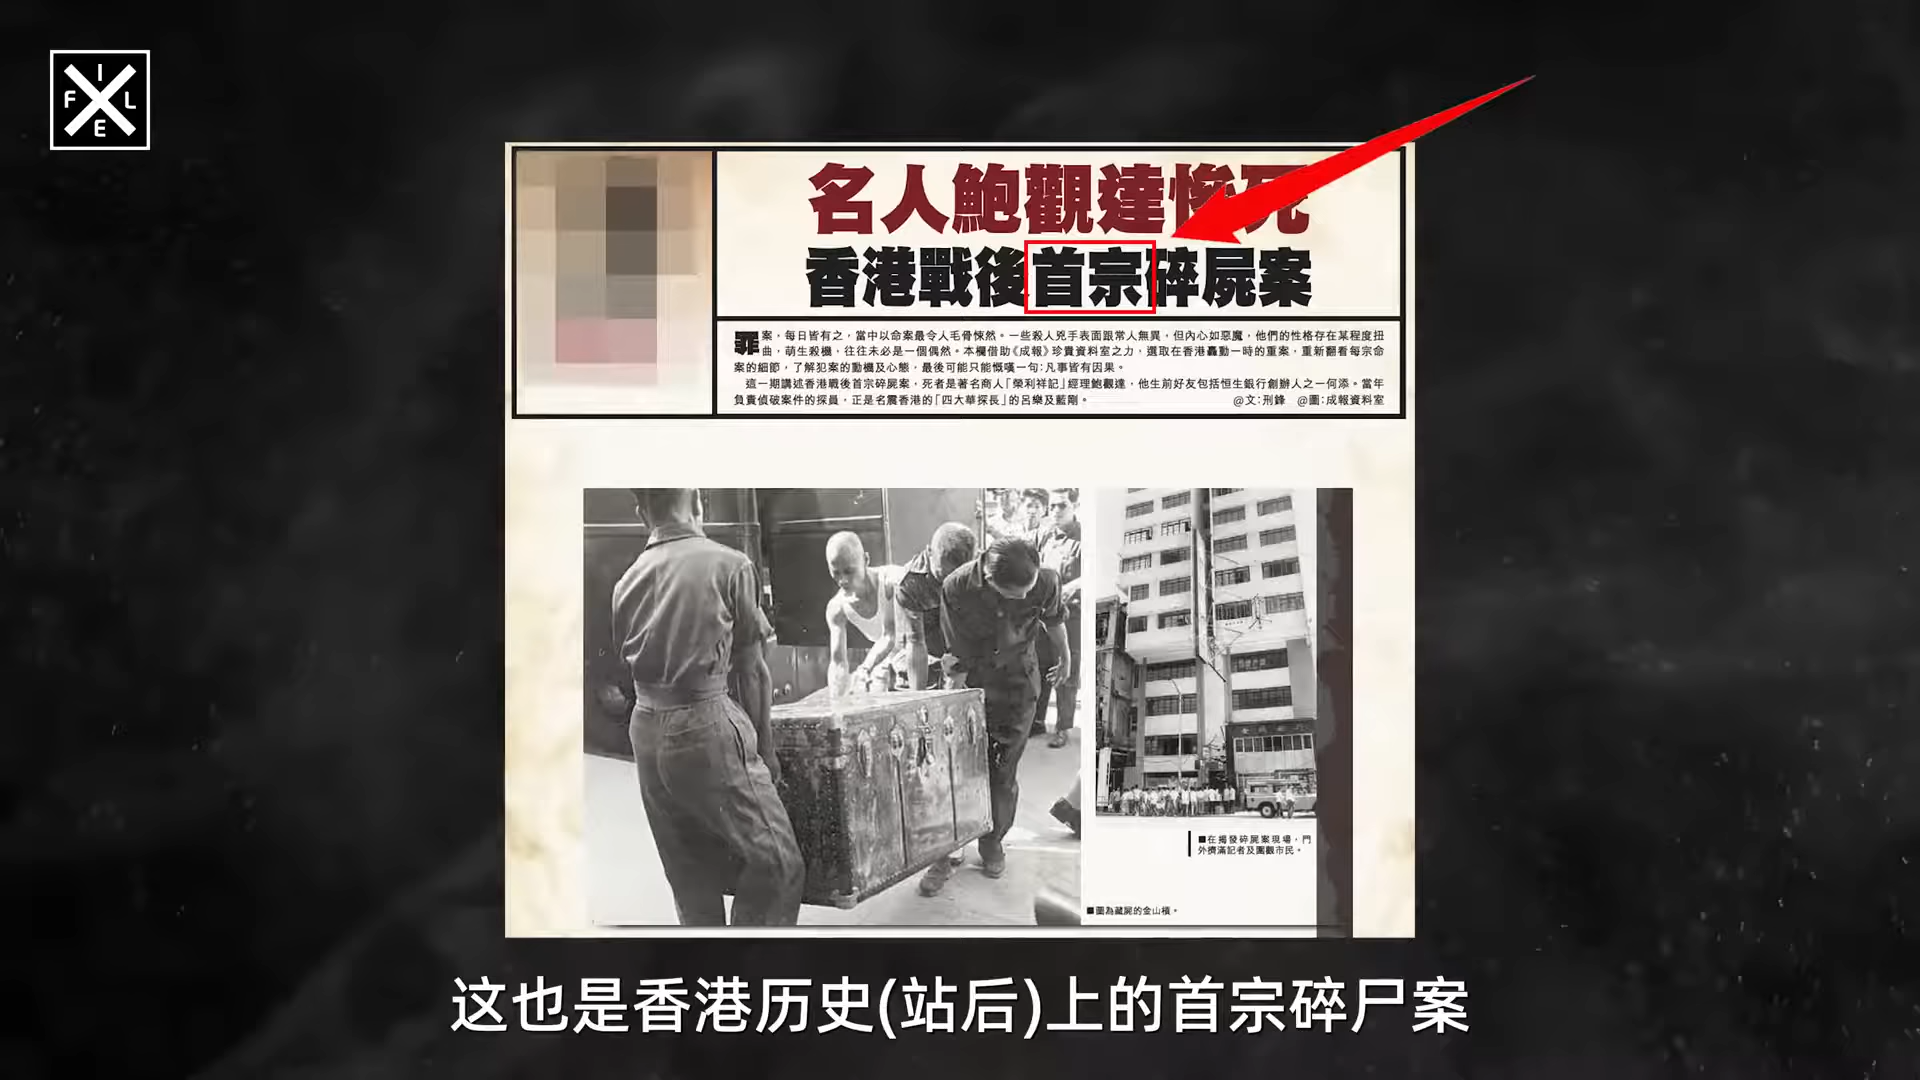 FILE
名人鮑觀達慘死
香港戰後首宗碎屍案
罪案，每日皆有之，當中以命案最令人毛骨悚然。一些殺人兇手表面跟常人無異，但內心如惡魔，他們的性格存在某程度扭
曲，萌生殺機，往往未必是一個偶然。本欄借助《成報》珍貴資料室之力，選取在香港轟動一時的重案，重新翻看每宗命
案的細節，了解犯案的動機及心態，最後可能只能慨嘆一句：凡事皆有因果。
這一期講述香港戰後首宗碎屍案，死者是著名商人「榮利祥記」經理鮑觀達，他生前好友包括恒生銀行創辦人之一何添。當年
負責偵破案件的探員，正是名震香港的「四大華探長」的呂樂及藍剛。
@文：刑鋒 @圖：成報資料室
■在揭發碎屍案現場，門
外擠滿記者及圍觀市民。
■圖為藏屍的金山槓。
这也是香港历史(站后)上的首宗碎尸案